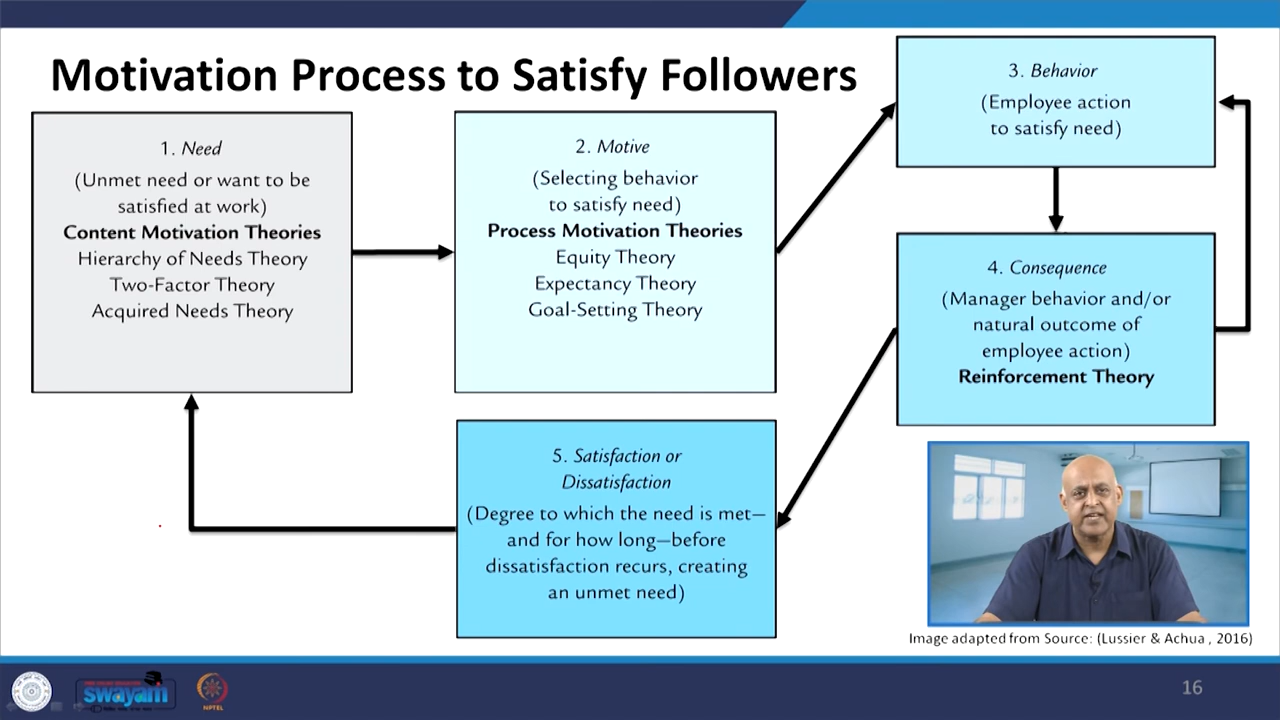 Motivation Process to Satisfy Followers
1. Need
(Unmet need or want to be
satisfied at work)
Content Motivation Theories
Hierarchy of Needs Theory
Two-Factor Theory
Acquired Needs Theory
2. Motive
(Selecting behavior
to satisfy need)
Process Motivation Theories
Equity Theory
Expectancy Theory
Goal-Setting Theory
3. Behavior
(Employee action
to satisfy need)
4. Consequence
(Manager behavior and/or
natural outcome of
employee action)
Reinforcement Theory
5. Satisfaction or
Dissatisfaction
(Degree to which the need is met—
and for how long—before
dissatisfaction recurs, creating
an unmet need)
Image adapted from Source: (Lussier & Achua , 2016)
swayam
NPTEL
16